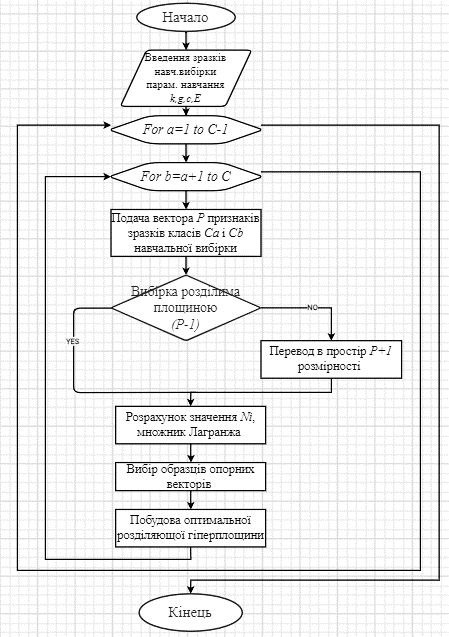 Начало
Введення зразків
навч.вибірки
парам. навчання
k,g,c,E
For a=1 to C-1
For b=a+1 to C
Подача вектора P признаків
зразків класів Ca і Cb
навчальної вибірки
Вибірка розділима
площиною
(P-1)
YES
NO
Перевод в простір P+1
розмірності
Розрахунок значення Ni,
множник Лагранжа
Вибір образців опорних
векторів
Побудова оптимальної
розділяющої гіперплощини
Кінець